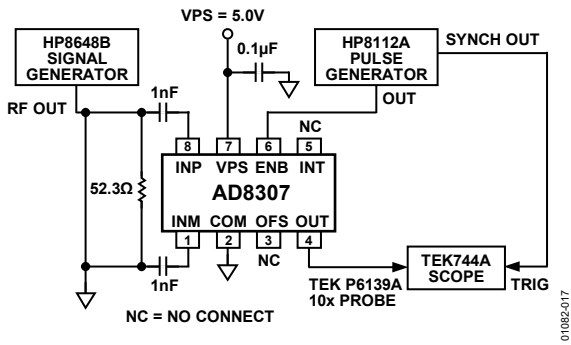 VPS = 5.0V
HP8648B
SIGNAL
GENERATOR
0.1µF
HP8112A
PULSE
GENERATOR
SYNCH OUT
RF OUT
1nF
OUT
NC
8
7
6
5
INP
VPS
ENB
INT
52.3Ω
AD8307
INM
COM
OFS
OUT
1
2
3
4
NC
1nF
TEK P6139A
10x PROBE
TEK744A
SCOPE
TRIG
NC = NO CONNECT
01082-017